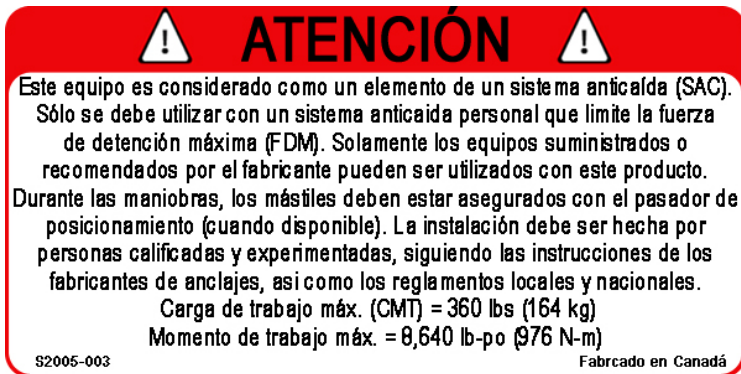 ATENCIÓN
Este equipo es considerado como un elemento de un sistema anticaída (SAC).
Sólo se debe utilizar con un sistema anticaida personal que limite la fuerza
de detención máxima (FDM). Solamente los equipos suministrados o
recomendados por el fabricante pueden ser utilizados con este producto.
Durante las maniobras, los mástiles deben estar asegurados con el pasador de
posicionamiento (cuando disponible). La instalación debe ser hecha por
personas calificadas y experimentadas, siguiendo las instrucciones de los
fabricantes de anclajes, asi como los reglamentos locales y nacionales.
Carga de trabajo máx. (CMT) = 360 lbs (164 kg)
Momento de trabajo máx. = 8,640 lb-po (976 N-m)
S2005-003 Fabrcado en Canadá